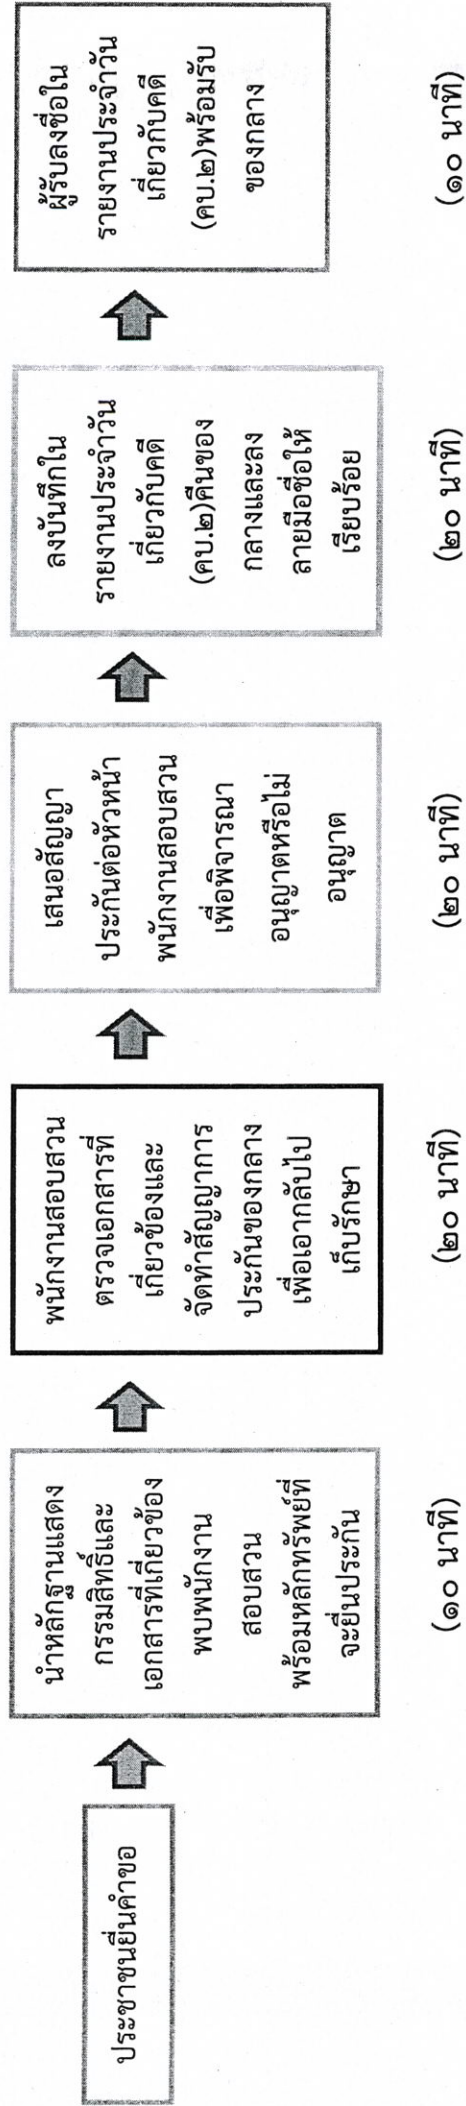 ประชาชนยื่นคำขอ
นำหลักฐานแสดง
กรรมสิทธิ์และ
เอกสารที่เกี่ยวข้อง
พบพนักงาน
สอบสวน
พร้อมหลักทรัพย์ที่
จะยื่นประกัน
(๑๐ นาที)
พนักงานสอบสวน
ตรวจเอกสารที่
เกี่ยวข้องและ
จัดทำสัญญาการ
ประกันของกลาง
เพื่อเอากลับไป
เก็บรักษา
(๒๐ นาที)
เสนอสัญญา
ประกันต่อหัวหน้า
พนักงานสอบสวน
เพื่อพิจารณา
อนุญาตหรือไม่
อนุญาต
(๒๐ นาที)
ลงบันทึกใน
รายงานประจำวัน
เกี่ยวกับคดี
(คบ.๒)คืนของ
กลางและลง
ลายมือชื่อให้
เรียบร้อย
(๒๐ นาที)
ผู้รับลงชื่อใน
รายงานประจำวัน
เกี่ยวกับคดี
(คบ.๒)พร้อมรับ
ของกลาง
(๑๐ นาที)